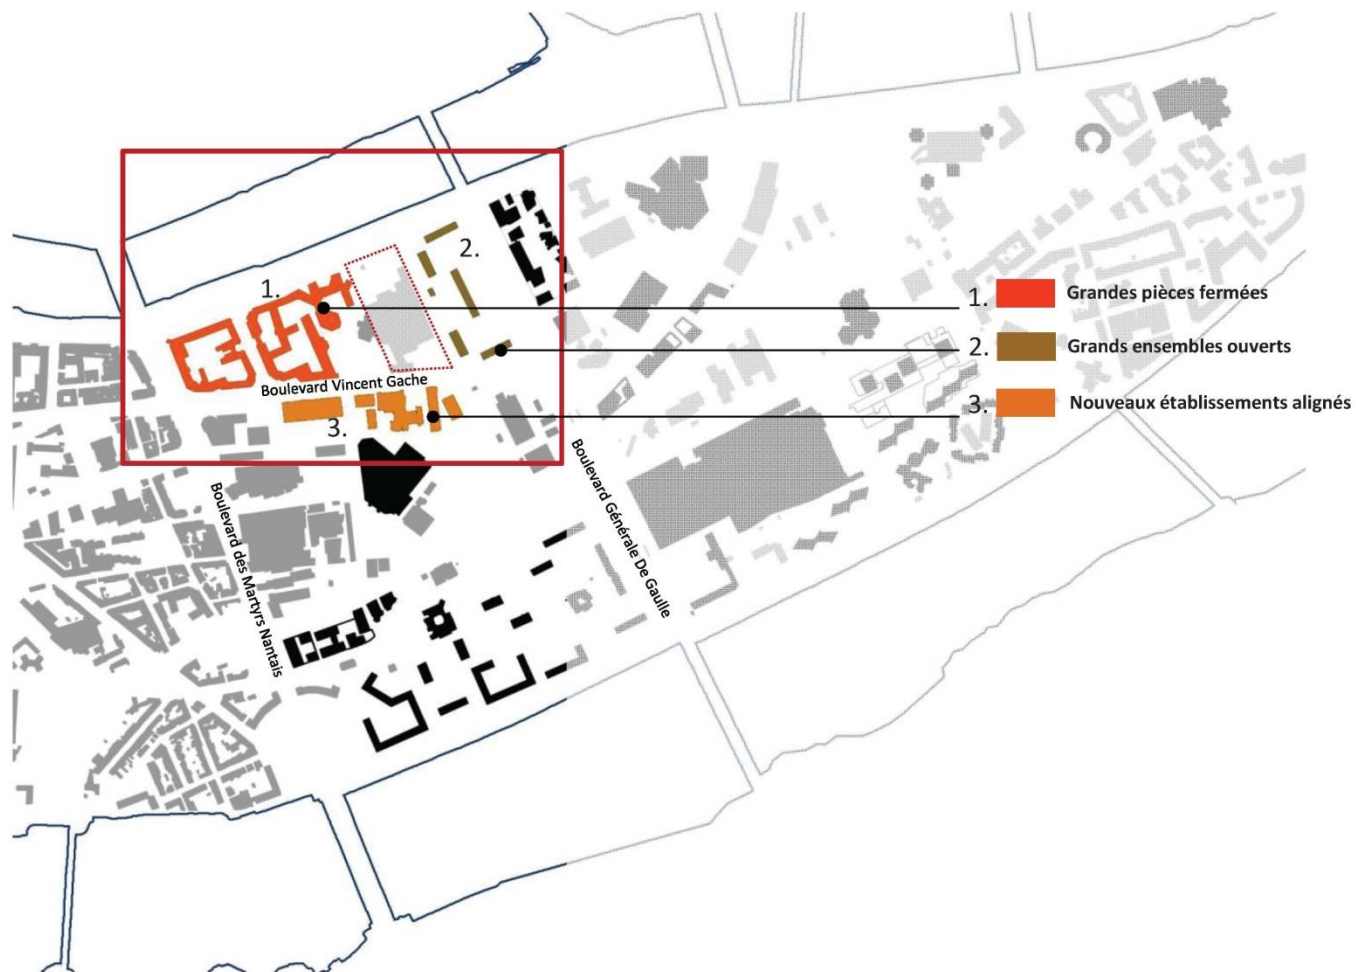 2.
1.
1. Grandes pièces fermées
2. Grands ensembles ouverts
Boulevard Vincent Gache
3. Nouveaux établissements alignés
3.
Boulevard des Martyrs Nantais
Boulevard Générale De Gaulle